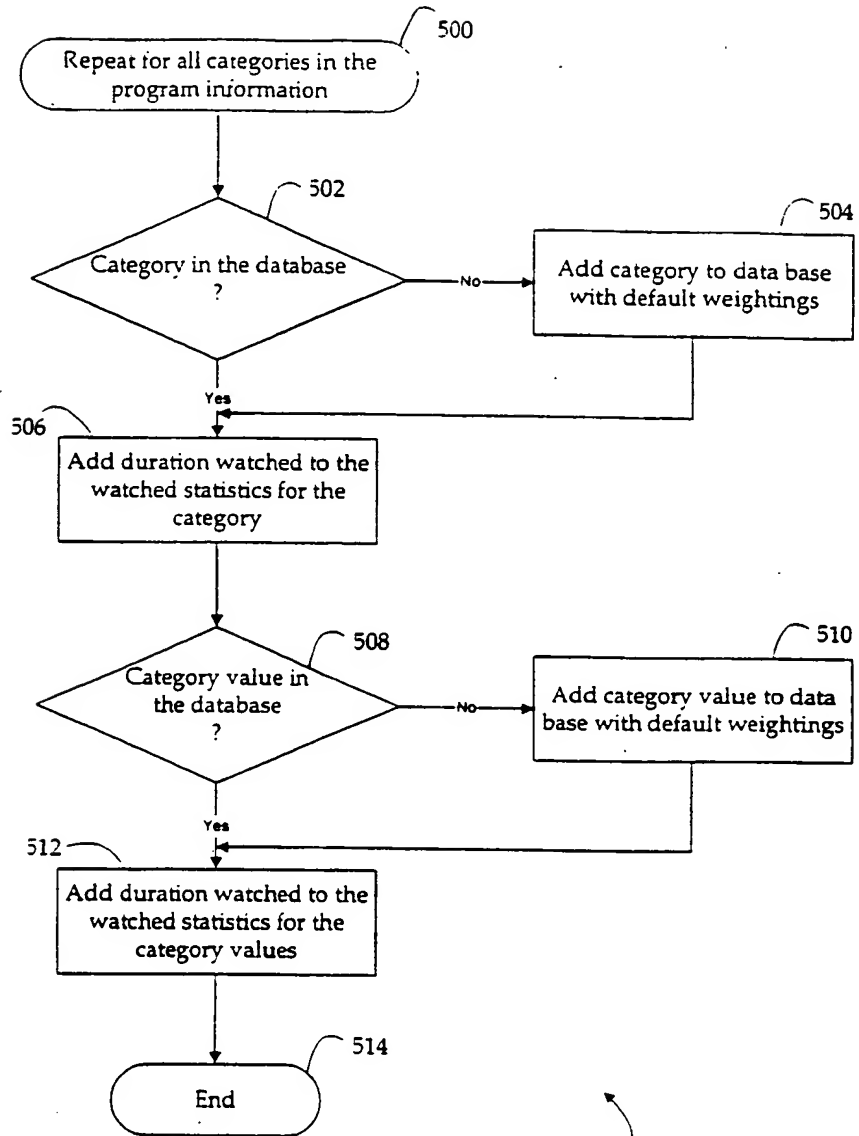 500
Repeat for all categories in the
program information
502
Category in the database
?
No
504
Add category to data base
with default weightings
Yes
506
Add duration watched to the
watched statistics for the
category
508
Category value in
the database
?
No
510
Add category value to data
base with default weightings
Yes
512
Add duration watched to the
watched statistics for the
category values
514
End